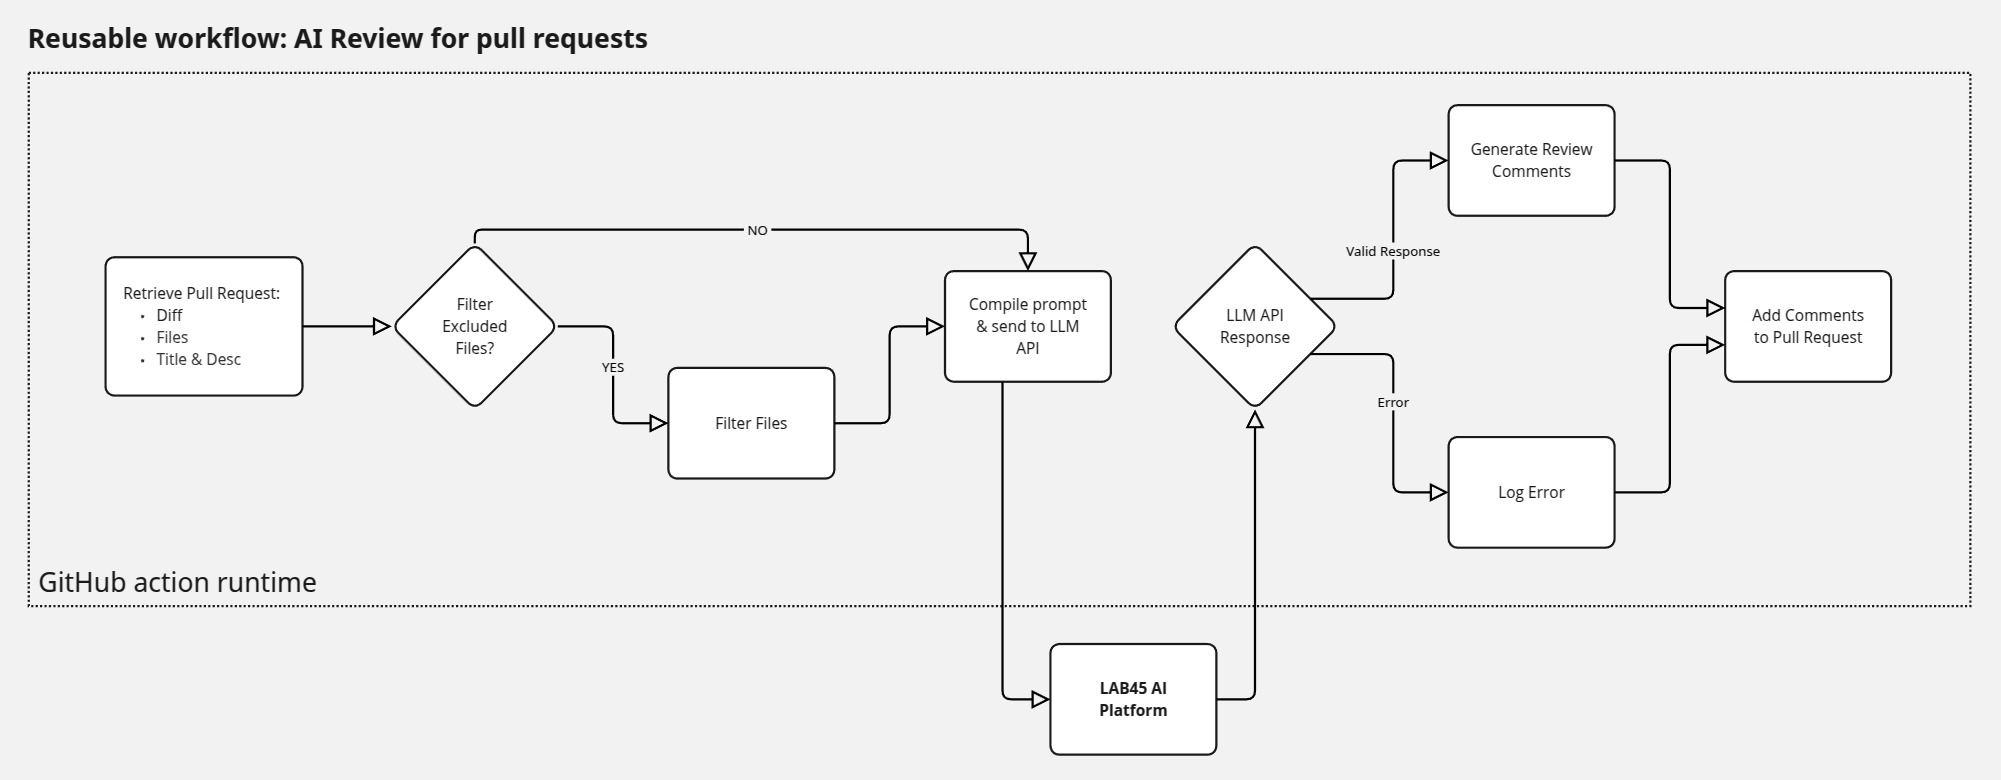 Reusable workflow: AI Review for pull requests
Retrieve Pull Request:
• Diff
• Files
• Title & Desc
Filter
Excluded
Files?
NO
YES
Filter Files
Compile prompt
& send to LLM
API
LLM API
Response
Valid Response
Error
Generate Review
Comments
Log Error
Add Comments
to Pull Request
GitHub action runtime
LAB45 AI
Platform